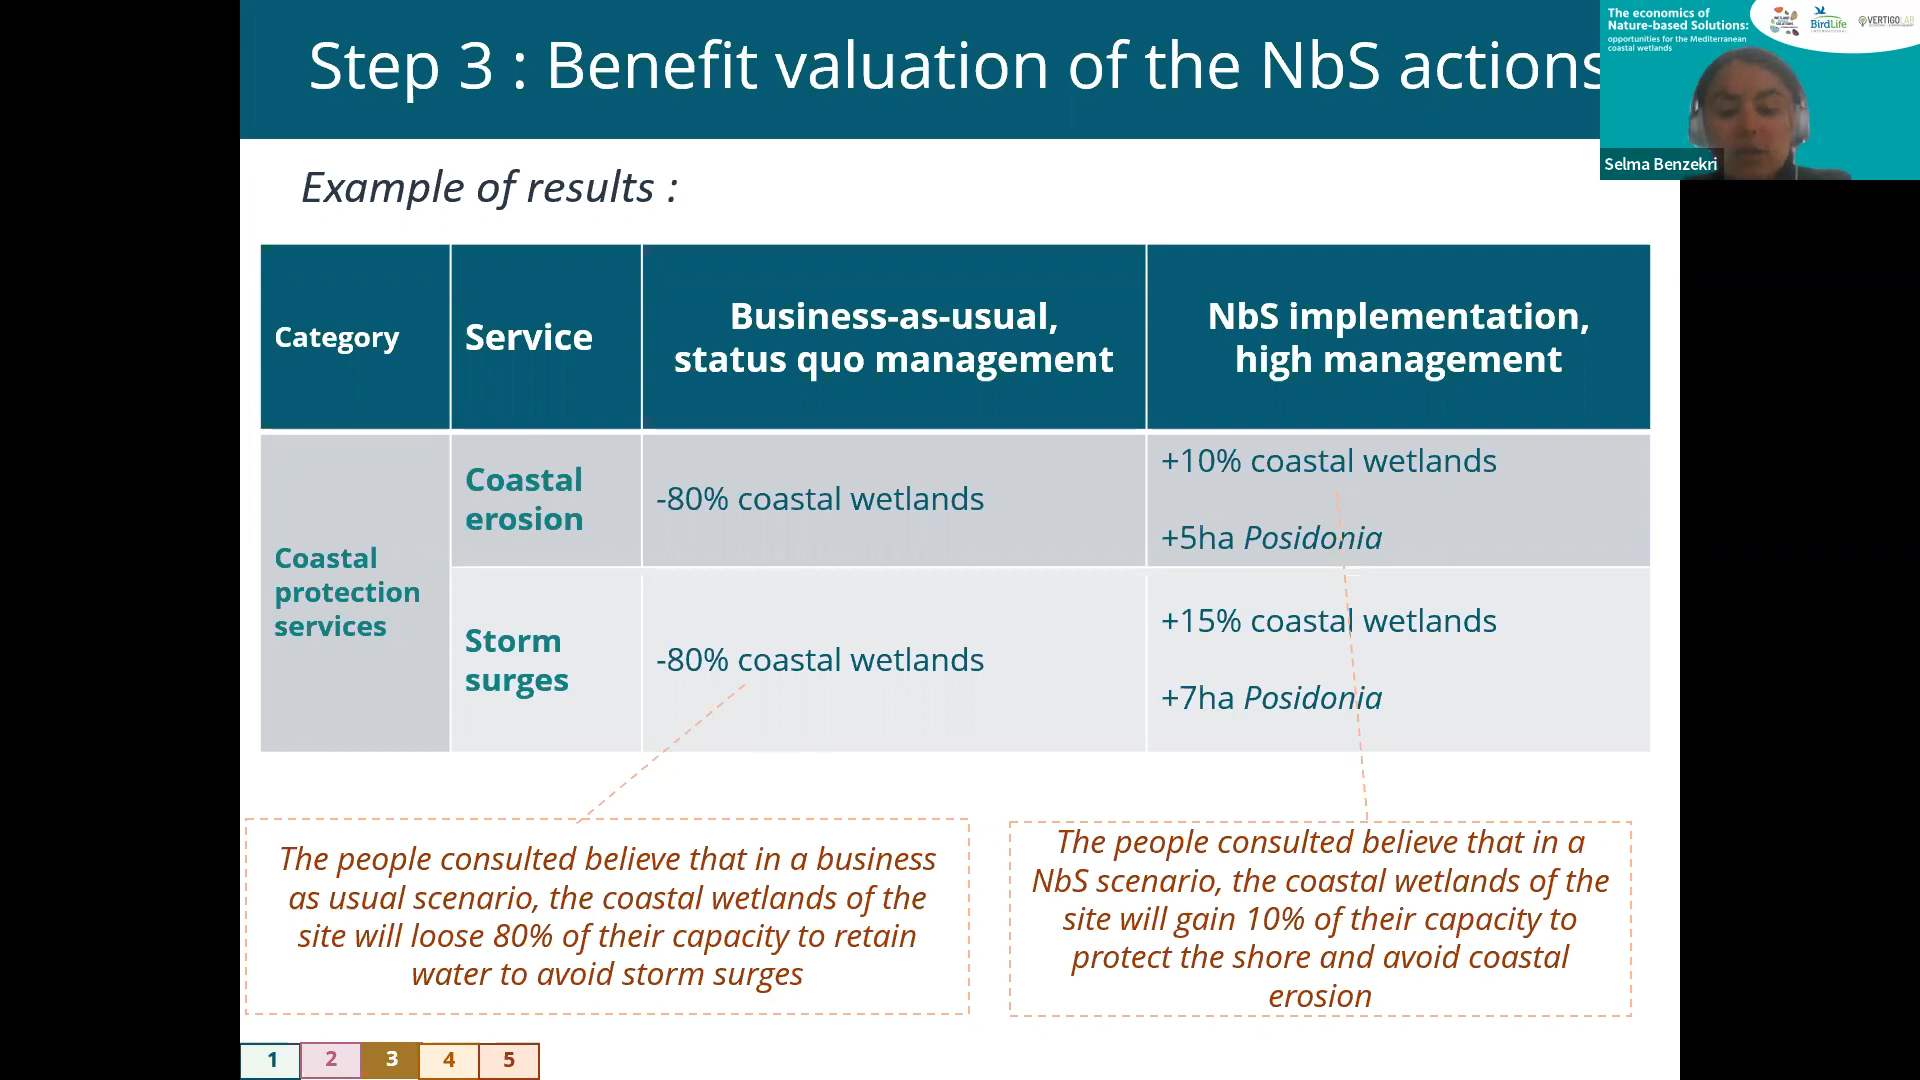 Step 3 : Benefit valuation of the NbS actions
The economics of
Nature-based Solutions:
opportunities for the Mediterranean
coastal wetlands
BirdLife
INTERNATIONAL
VERTIGOLAB
Selma Benzekri
Example of results :
Category
Service
Business-as-usual,
status quo management
NbS implementation,
high management
Coastal
protection
services
Coastal
erosion
-80% coastal wetlands
+10% coastal wetlands
+5ha Posidonia
Storm
surges
-80% coastal wetlands
+15% coastal wetlands
+7ha Posidonia
The people consulted believe that in a business
as usual scenario, the coastal wetlands of the
site will loose 80% of their capacity to retain
water to avoid storm surges
The people consulted believe that in a
NbS scenario, the coastal wetlands of the
site will gain 10% of their capacity to
protect the shore and avoid coastal
erosion
1 2 3 4 5